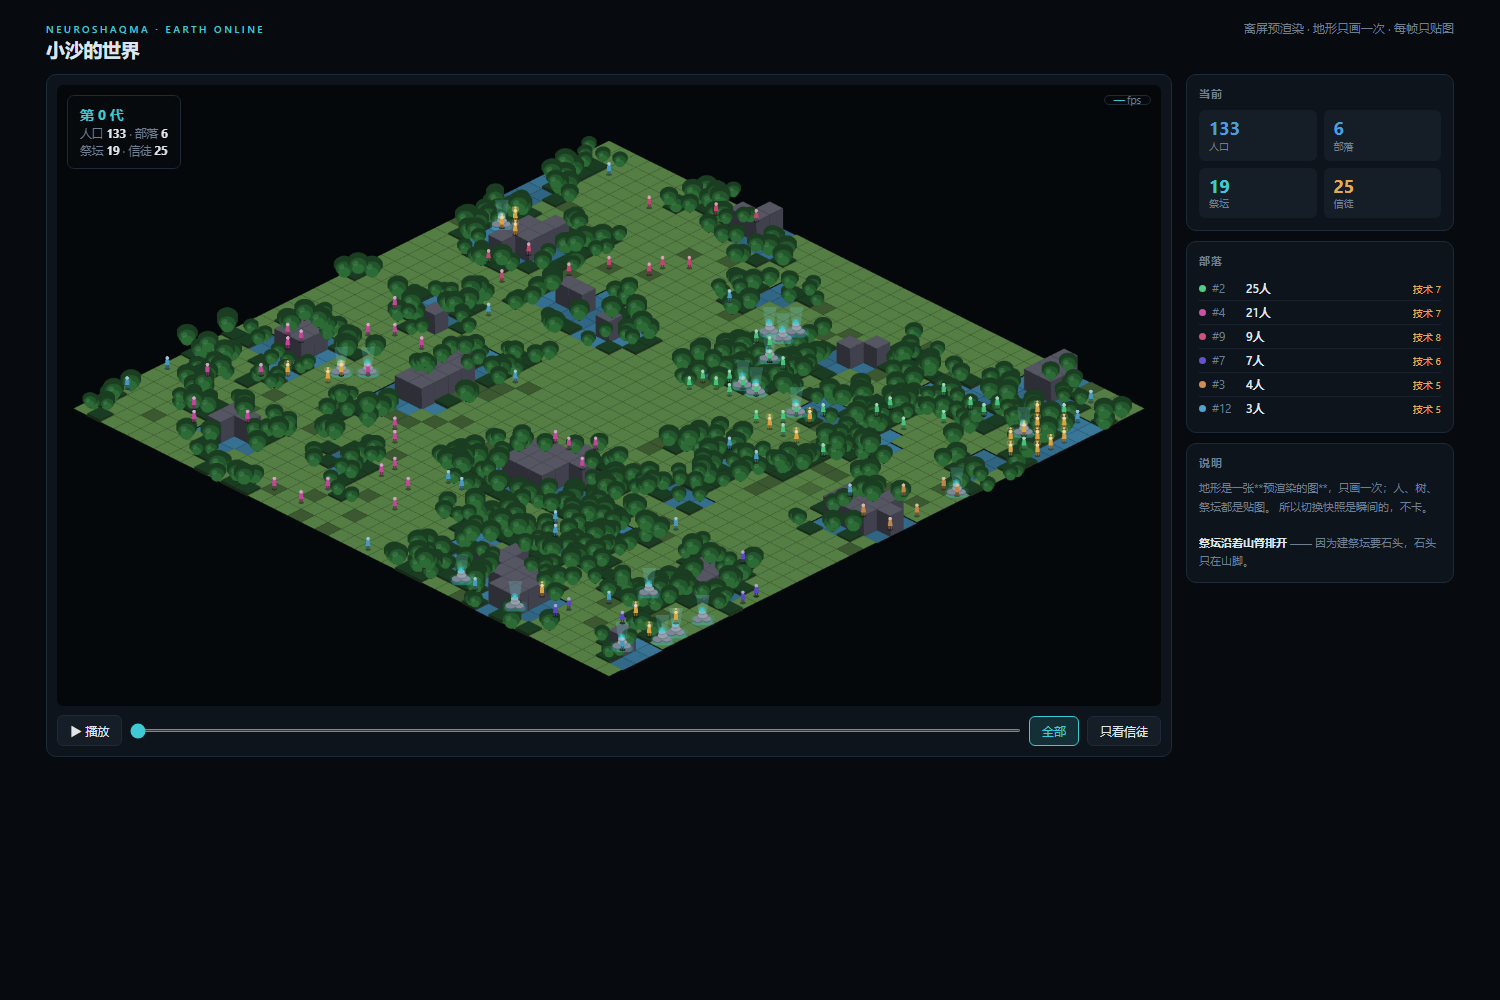 NEUROSHAQMA · EARTH ONLINE
小沙的世界
离屏预渲染 · 地形只画一次 · 每帧只贴图
第 0 代
人口 133 · 部落 6
祭坛 19 · 信徒 25
— fps
▶ 播放
全部
只看信徒
当前
133
人口
6
部落
19
祭坛
25
信徒
部落
#2 25人 技术 7
#4 21人 技术 7
#9 9人 技术 8
#7 7人 技术 6
#3 4人 技术 5
#12 3人 技术 5
说明
地形是一张**预渲染的图**，只画一次；人、树、
祭坛都是贴图。 所以切换快照是瞬间的，不卡。
祭坛沿着山脊排开 —— 因为建祭坛要石头，石头
只在山脚。